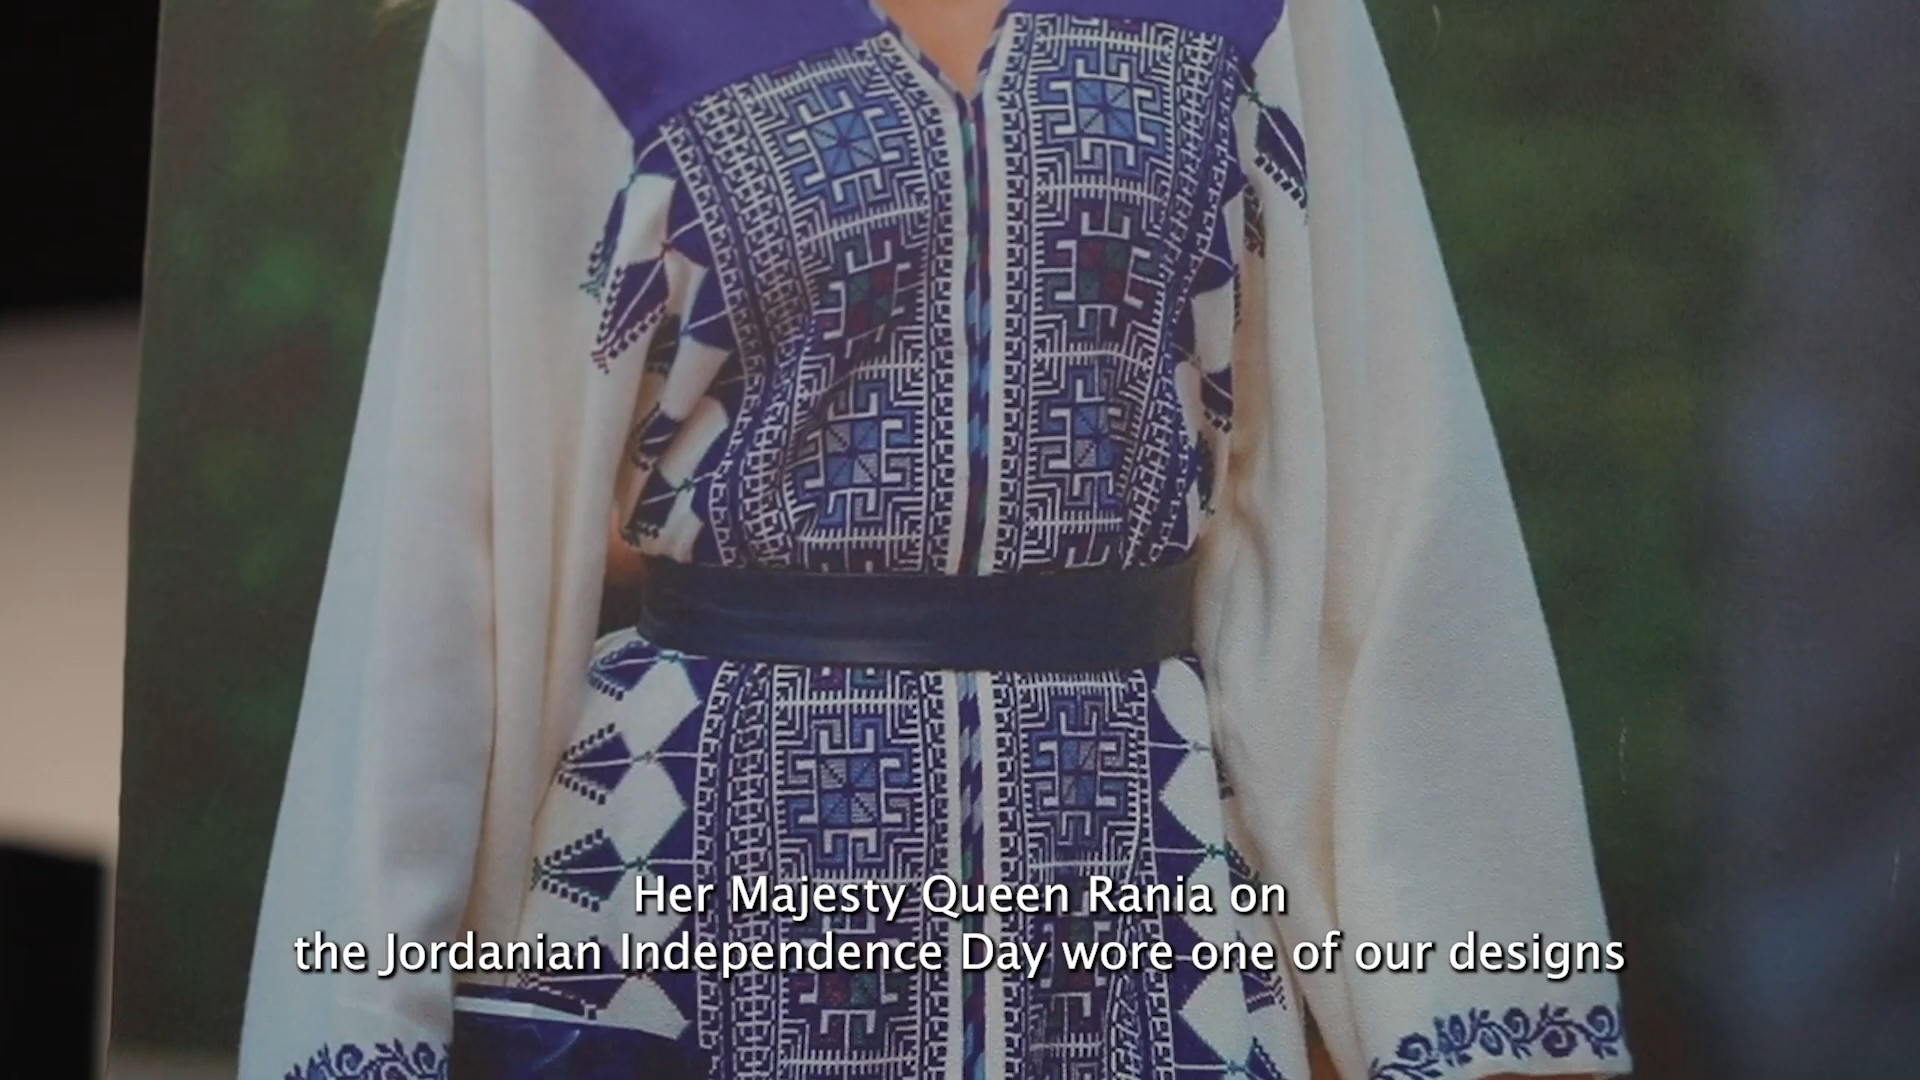 Her Majesty Queen Rania on
the Jordanian Independence Day wore one of our designs